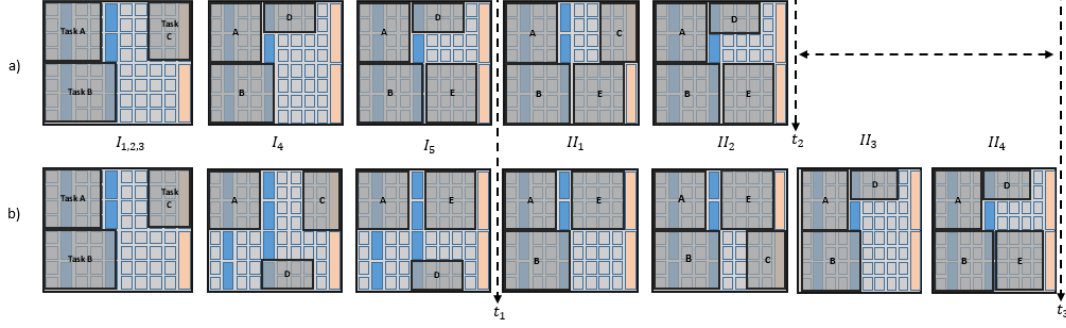 a)
Task A
Task B
Task C
A
B
D
A
B
D
E
A
B
C
E
A
B
D
E
t₂
I₁,₂,₃
I₄
I₅
II₁
II₂
II₃
II₄
b)
Task A
Task B
Task C
A
C
D
A
E
D
A
E
B
A
E
B
C
A
D
B
A
D
B
E
t₁
t₃